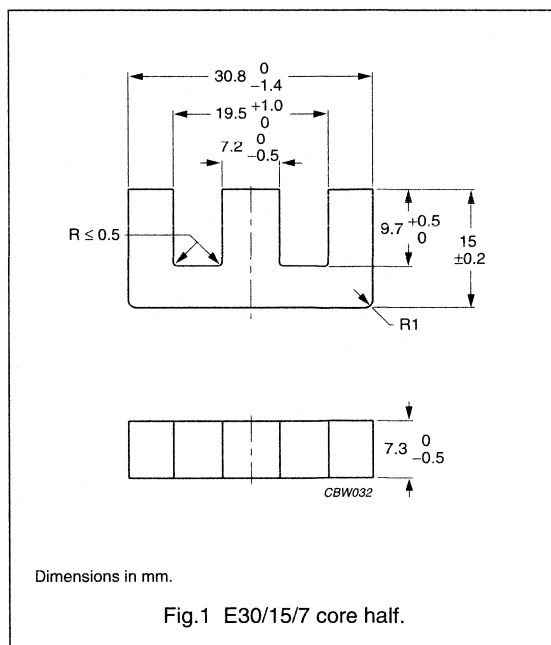 30.8 0
−1.4
19.5 +1.0
0
7.2 0
−0.5
R ≤ 0.5
9.7 +0.5
0
15
±0.2
R1
7.3 0
−0.5
CBW032
Dimensions in mm.
Fig.1 E30/15/7 core half.